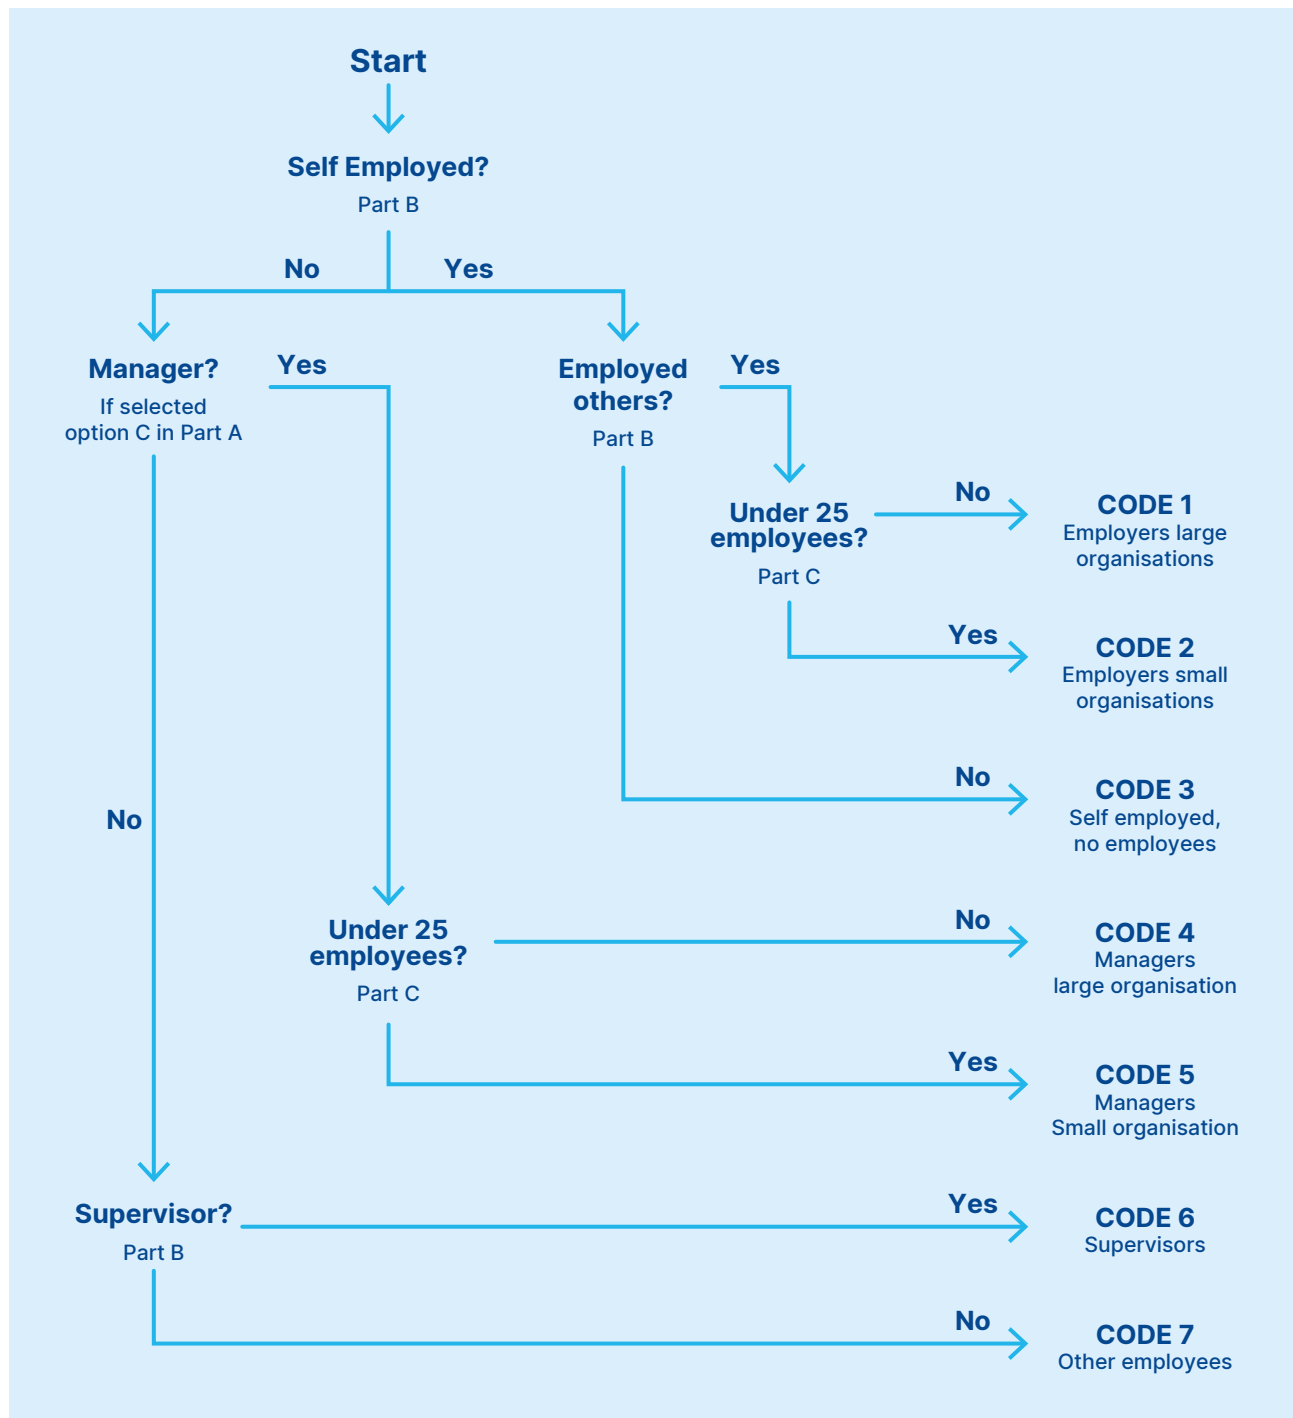 Start
Self Employed?
Part B
No
Yes
Manager?
If selected
option C in Part A
Yes
Employed
others?
Part B
Yes
Under 25
employees?
Part C
No
CODE 1
Employers large
organisations
Yes
CODE 2
Employers small
organisations
No
CODE 3
Self employed,
no employees
No
Under 25
employees?
Part C
No
CODE 4
Managers
large organisation
Yes
CODE 5
Managers
Small organisation
Supervisor?
Part B
Yes
CODE 6
Supervisors
No
CODE 7
Other employees